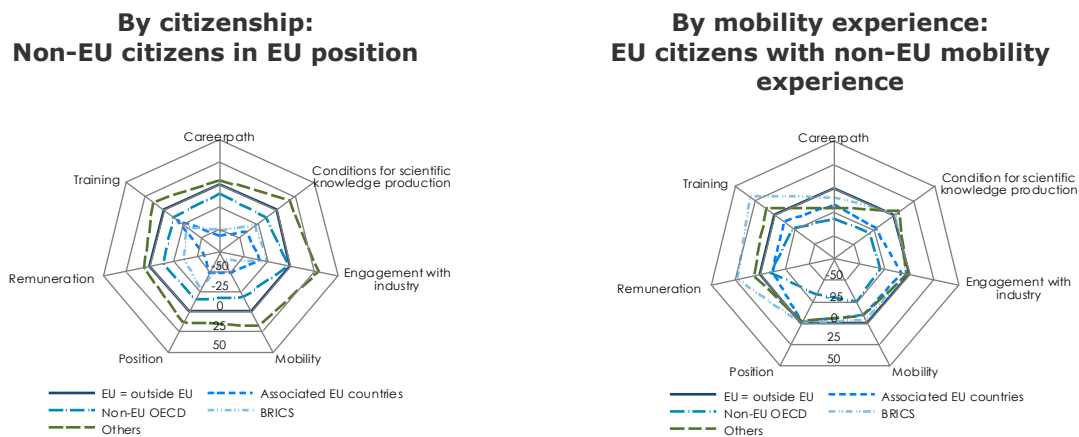 By citizenship:
Non-EU citizens in EU position
Careerpath
Training
Conditions for scientific
knowledge production
Remuneration
Engagement with
industry
Position
Mobility
-50
-25
0
25
50
EU = outside EU
Associated EU countries
Non-EU OECD
BRICS
Others
By mobility experience:
EU citizens with non-EU mobility
experience
Careerpath
Training
Condition for scientific
knowledge production
Remuneration
Engagement with
industry
Position
Mobility
-50
-25
0
25
50
EU = outside EU
Associated EU countries
Non-EU OECD
BRICS
Others